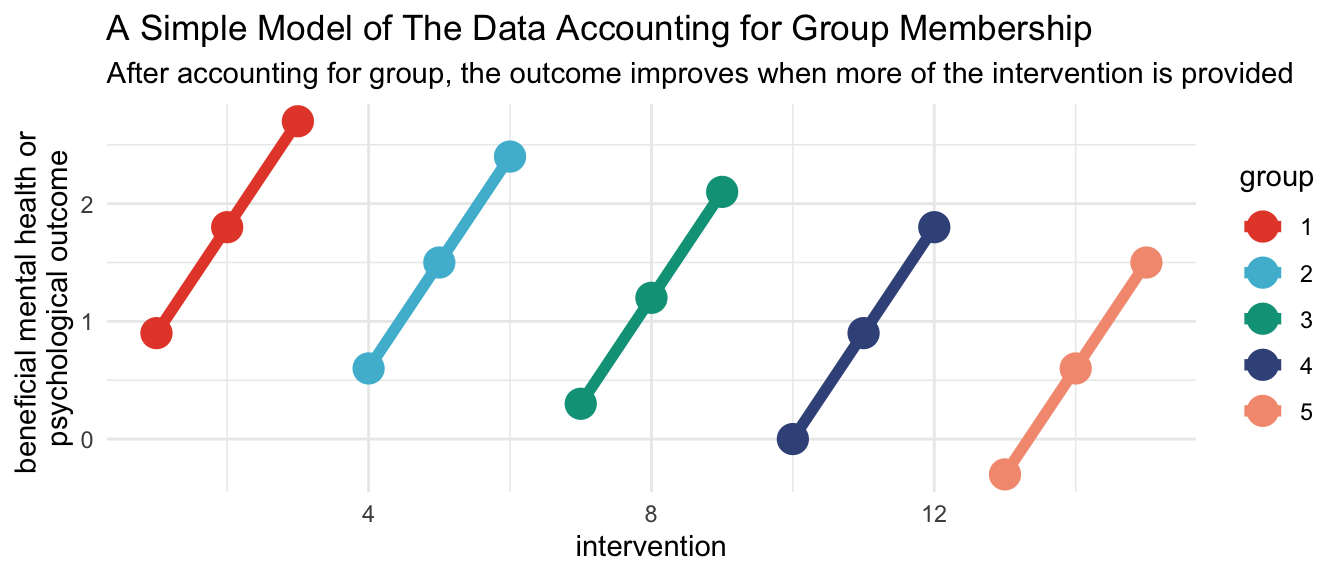 A Simple Model of The Data Accounting for Group Membership
After accounting for group, the outcome improves when more of the intervention is provided
beneficial mental health or
psychological outcome
2
1
0
4
8
12
intervention
group
1
2
3
4
5